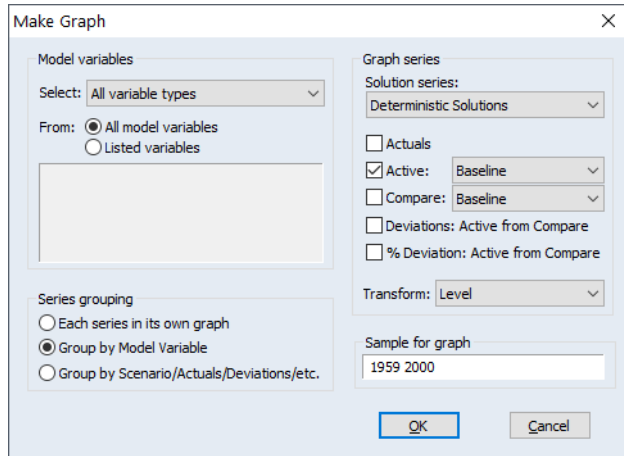 Make Graph
Model variables
Select: All variable types
From: All model variables
Listed variables
Series grouping
Each series in its own graph
Group by Model Variable
Group by Scenario/Actuals/Deviations/etc.
Graph series
Solution series:
Deterministic Solutions
Actuals
Active: Baseline
Compare: Baseline
Deviations: Active from Compare
% Deviation: Active from Compare
Transform: Level
Sample for graph
1959 2000
OK
Cancel